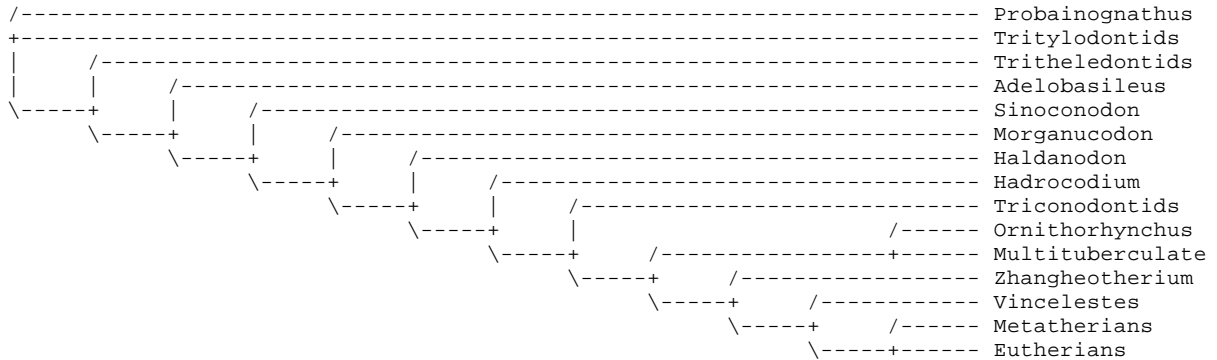 Probainognathus
Tritylodontids
Tritheledontids
Adelobasileus
Sinoconodon
Morganucodon
Haldanodon
Hadrocodium
Triconodontids
Ornithorhynchus
Multituberculate
Zhangheotherium
Vincelestes
Metatherians
Eutherians